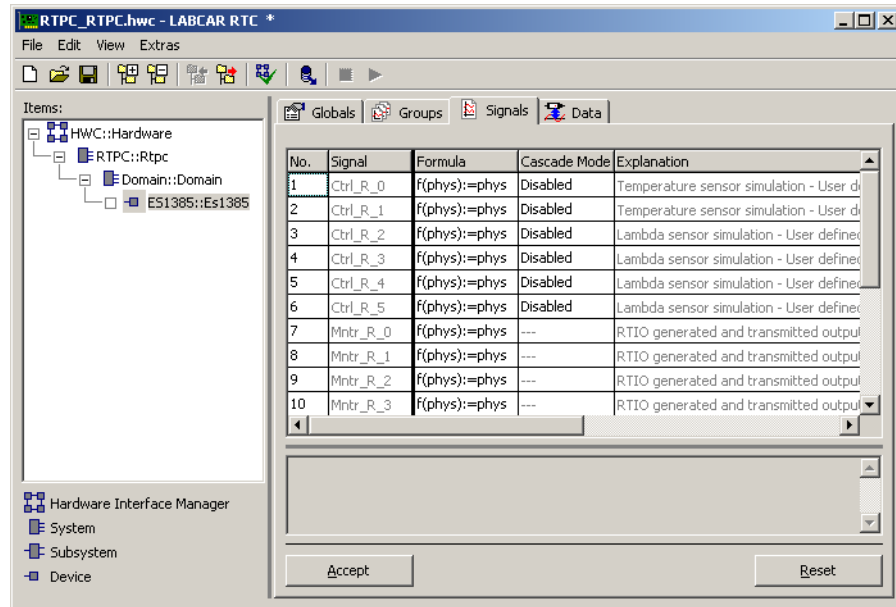 RTPC_RTPC.hwc - LABCAR RTC *
File Edit View Extras
Items:
HWC::Hardware
RTPC::Rtpc
Domain::Domain
ES1385::Es1385
Hardware Interface Manager
System
Subsystem
Device
Globals Groups Signals Data
No. Signal Formula Cascade Mode Explanation
1 Ctrl_R_0 f(phys):=phys Disabled Temperature sensor simulation - User
2 Ctrl_R_1 f(phys):=phys Disabled Temperature sensor simulation - User
3 Ctrl_R_2 f(phys):=phys Disabled Lambda sensor simulation - User defined
4 Ctrl_R_3 f(phys):=phys Disabled Lambda sensor simulation - User defined
5 Ctrl_R_4 f(phys):=phys Disabled Lambda sensor simulation - User defined
6 Ctrl_R_5 f(phys):=phys Disabled Lambda sensor simulation - User defined
7 Mntr_R_0 f(phys):=phys --- RTIO generated and transmitted output
8 Mntr_R_1 f(phys):=phys --- RTIO generated and transmitted output
9 Mntr_R_2 f(phys):=phys --- RTIO generated and transmitted output
10 Mntr_R_3 f(phys):=phys --- RTIO generated and transmitted output
Accept Reset